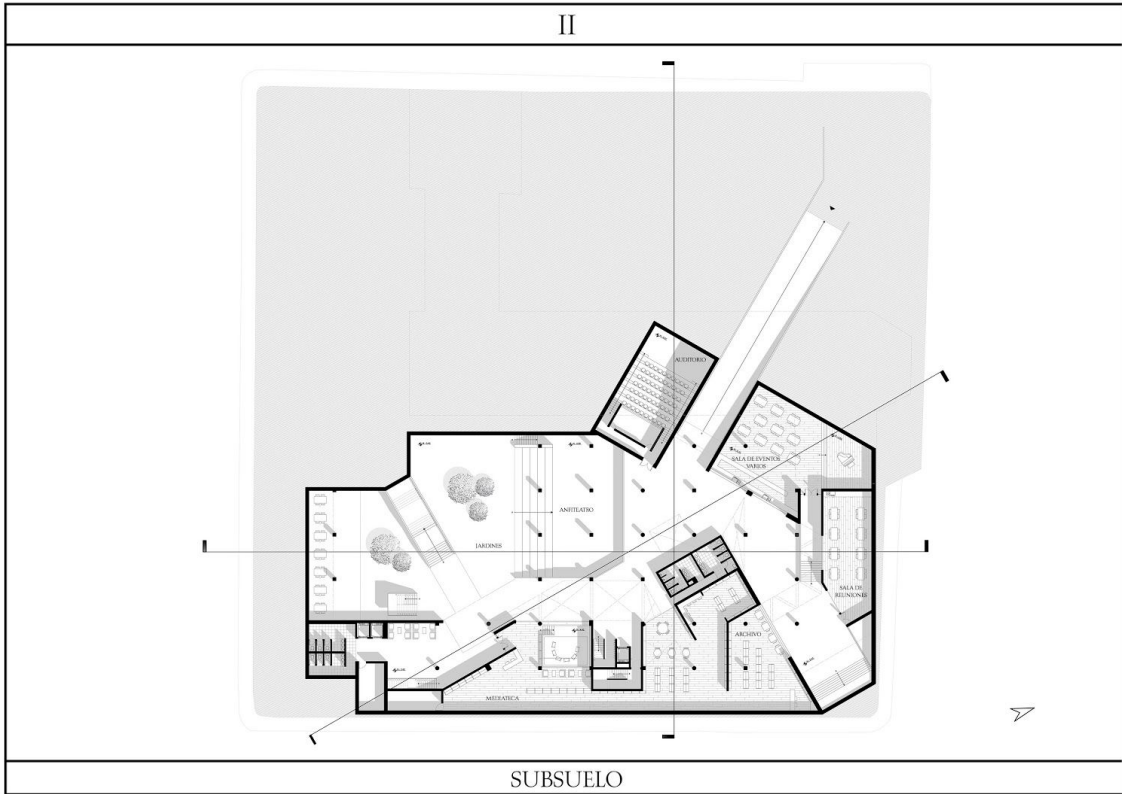 II
AUDITORIO
SALA DE EVENTOS
VARIOS
ANFITEATRO
JARDINES
SALA DE
REUNIONES
ARCHIVO
MEDIATECA
SUBSUELO